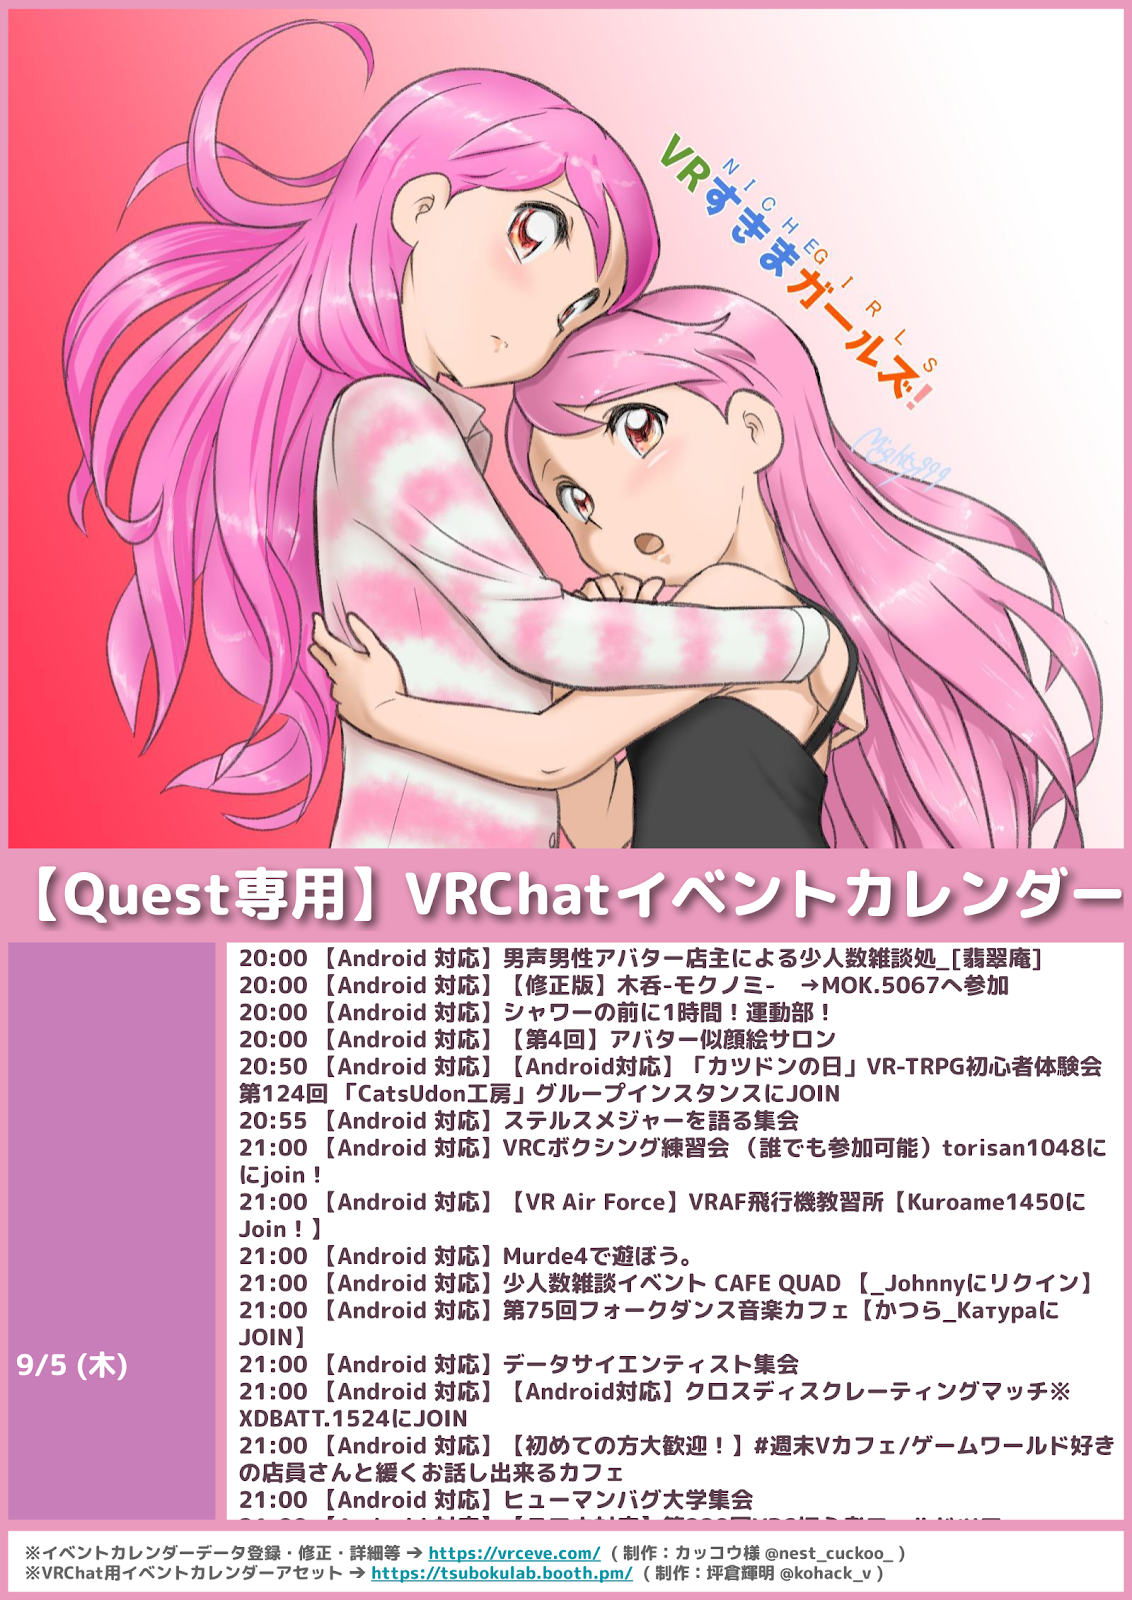 NICHE GIRLS
VRすきまガールズ!
Mighty999
【Quest専用】VRChatイベントカレンダー
9/5 (木)
20:00 【Android 対応】男声男性アバター店主による少人数雑談処_[翡翠庵]
20:00 【Android 対応】【修正版】木呑-モクノミ-　→MOK.5067へ参加
20:00 【Android 対応】シャワーの前に1時間！運動部！
20:00 【Android 対応】【第4回】アバター似顔絵サロン
20:50 【Android 対応】【Android対応】「カツドンの日」VR-TRPG初心者体験会
第124回 「CatsUdon工房」グループインスタンスにJOIN
20:55 【Android 対応】ステルスメジャーを語る集会
21:00 【Android 対応】VRCボクシング練習会 （誰でも参加可能）torisan1048に
にjoin！
21:00 【Android 対応】【VR Air Force】VRAF飛行機教習所【Kuroame1450に
Join！】
21:00 【Android 対応】Murde4で遊ぼう。
21:00 【Android 対応】少人数雑談イベント CAFE QUAD 【_Johnnyにリクイン】
21:00 【Android 対応】第75回フォークダンス音楽カフェ【かつら_Катураに
JOIN】
21:00 【Android 対応】データサイエンティスト集会
21:00 【Android 対応】【Android対応】クロスディスクレーティングマッチ※
XDBATT.1524にJOIN
21:00 【Android 対応】【初めての方大歓迎！】#週末Vカフェ/ゲームワールド好き
の店員さんと緩くお話し出来るカフェ
21:00 【Android 対応】ヒューマンバグ大学集会
※イベントカレンダーデータ登録・修正・詳細等 ➔ https://vrceve.com/ ( 制作：カッコウ様 @nest_cuckoo_ )
※VRChat用イベントカレンダーアセット ➔ https://tsubokulab.booth.pm/ ( 制作：坪倉輝明 @kohack_v )